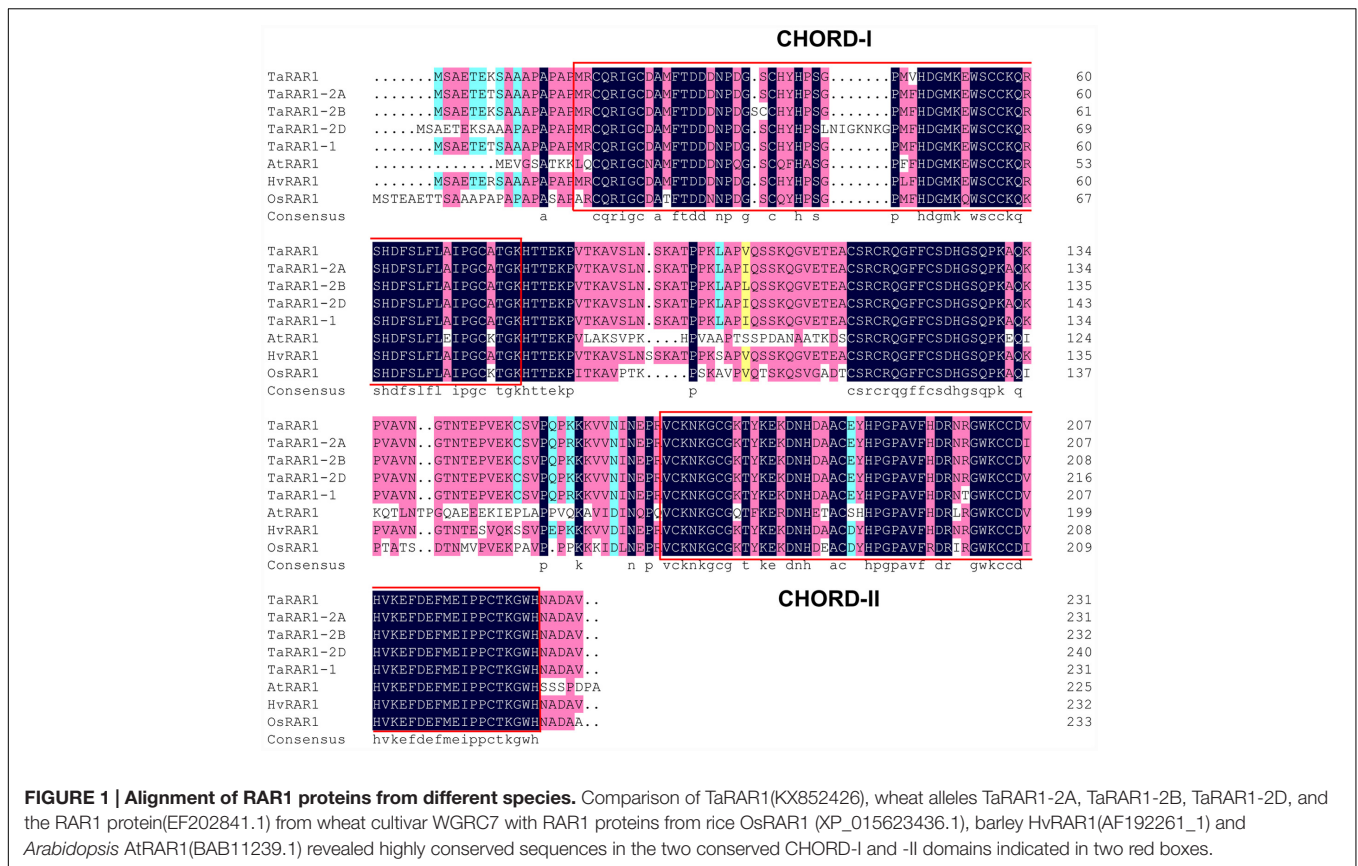 CHORD-I
TaRAR1 .......MSAETEKSAAAPAPAPMRCQRIGCDAMFTDDDNPDG.SCHYHPSG.......PMVHDGMKEWSCCKQR 60
TaRAR1-2A .......MSAETETSAAAPAPAPMRCQRIGCDAMFTDDDNPDG.SCHYHPSG.......PMFHDGMKEWSCCKQR 60
TaRAR1-2B .......MSAETEKSAAAPAPAPMRCQRIGCDAMFTDDDNPDGSCCHYHPSG.......PMFHDGMKEWSCCKQR 61
TaRAR1-2D .....MSAETEKSAAAPAPAPMRCQRIGCDAMFTDDDNPDG.SCHYHPSLNIGKNKGPMFHDGMKEWSCCKQR 69
TaRAR1-1 .......MSAETETSAAAPAPAPMRCQRIGCDAMFTDDDNPDG.SCHYHPSG.......PMFHDGMKEWSCCKQR 60
AtRAR1 ..............MEVGSATKKLQCQRIGCNAMFTDDDNPQG.SCQFHASG.......PFFHDGMKEWSCCKQR 53
HvRAR1 .......MSAETERSAAAPAPAPMRCQRIGCDAMFTDDDNPDG.SCHYHPSG.......PLFHDGMKEWSCCKQR 60
OsRAR1 MSTEAETTSAAAPAPAPAPASAPARCQRIGCDATFTDDNNPDG.SCRYHPSG.......PMFHDGMKEWSCCKQK 67
Consensus a cqrigc a ftdd np g c h s p hdgmk wscckq
TaRAR1 SHDFSLFLAIPGCATGKHTTEKPVTKAVSLN.SKATPPKLAPVQSSKQGVETEACSRCRQGFFCSDHGSQPKAQK 134
TaRAR1-2A SHDFSLFLAIPGCATGKHTTEKPVTKAVSLN.SKATPPKLAPIQSSKQGVETEACSRCRQGFFCSDHGSQPKAQK 134
TaRAR1-2B SHDFSLFLAIPGCATGKHTTEKPVTKAVSLN.SKATPPKLAPLQSSKQGVETEACSRCRQGFFCSDHGSQPKAQK 135
TaRAR1-2D SHDFSLFLAIPGCATGKHTTEKPVTKAVSLN.SKATPPKLAPIQSSKQGVETEACSRCRQGFFCSDHGSQPKAQK 143
TaRAR1-1 SHDFSLFLAIPGCATGKHTTEKPVTKAVSLN.SKATPPKLAPIQSSKQGVETEACSRCRQGFFCSDHGSQPKAQK 134
AtRAR1 SHDFSLFLEIPGCKTGKHTTEKPVLAKSVPK...HPVAAPTSSPDANAATKDSCSRCRQGFFCSDHGSQPKEQI 124
HvRAR1 SHDFSLFLAIPGCATGKHTTEKPVTKAVSLNSSKATPPKSAPVQSSKQGVETEACSRCRQGFFCSDHGSQPKAQK 135
OsRAR1 SHDFSLFLAIPGCKTGKHTTEKPITKAVPTK.....PSKAVPVQTSKQSVGADTCSRCRQGFFCSDHGSQPKAQI 137
Consensus shdfslfl ipgc tgkhttekp p csrcrqgffcsdhgsqpk q
TaRAR1 PVAVN..GTNTEPVEKCSVPQPKKKVVNINEPRVCKNKGCGKTYKEKDNHDAACEYHPGPAVFHDRNRGWKCCDV 207
TaRAR1-2A PVAVN..GTNTEPVEKCSVPQPRKKVVNINEPRVCKNKGCGKTYKEKDNHDAACEYHPGPAVFHDRNRGWKCCDV 207
TaRAR1-2B PVAVN..GTNTEPVEKCSVPQPKKKVVNINEPRVCKNKGCGKTYKEKDNHDAACEYHPGPAVFHDRNRGWKCCDV 208
TaRAR1-2D PVAVN..GTNTEPVEKCSVPQPKKKVVNINEPRVCKNKGCGKTYKEKDNHDAACEYHPGPAVFHDRNRGWKCCDV 216
TaRAR1-1 PVAVN..GTNTEPVEKCSVPQPRKKVVNINEPRVCKNKGCGKTYKEKDNHDAACEYHPGPAVFHDRNTGWKCCDV 207
AtRAR1 KQTLNTPGQAEEEKIEPLAPPVQKAVIDINQPQVCKNKGCGQTFKERDNHETACSHHPGPAVFHDRLRGWKCCDV 199
HvRAR1 PVAVN..GTNTESVQKSSVPEPKKKVVDINEPRVCKNKGCGKTYKEKDNHDAACDYHPGPAVFHDRNRGWKCCDV 208
OsRAR1 PTATS..DTNMVPVEKPAVP.PPKKKIDLNEPRVCKNKGCGKTYKEKDNHDEACDYHPGPAVFRDRIRGWKCCDI 209
Consensus p k n p vcknkgcg t ke dnh ac hpgpavf dr gwkccd
TaRAR1 HVKEFDEFMEIPPCTKGWHNADAV.. 231
TaRAR1-2A HVKEFDEFMEIPPCTKGWHNADAV.. 231
TaRAR1-2B HVKEFDEFMEIPPCTKGWHNADAV.. 232
TaRAR1-2D HVKEFDEFMEIPPCTKGWHNADAV.. 240
TaRAR1-1 HVKEFDEFMEIPPCTKGWHNADAV.. 231
AtRAR1 HVKEFDEFMEIPPCTKGWHSSSPDPA 225
HvRAR1 HVKEFDEFMEIPPCTKGWHNADAV.. 232
OsRAR1 HVKEFDEFMEIPPCTKGWHNADAA.. 233
Consensus hvkefdefmeippctkgwh
CHORD-II
FIGURE 1 | Alignment of RAR1 proteins from different species. Comparison of TaRAR1(KX852426), wheat alleles TaRAR1-2A, TaRAR1-2B, TaRAR1-2D, and
the RAR1 protein(EF202841.1) from wheat cultivar WGRC7 with RAR1 proteins from rice OsRAR1 (XP_015623436.1), barley HvRAR1(AF192261_1) and
Arabidopsis AtRAR1(BAB11239.1) revealed highly conserved sequences in the two conserved CHORD-I and -II domains indicated in two red boxes.